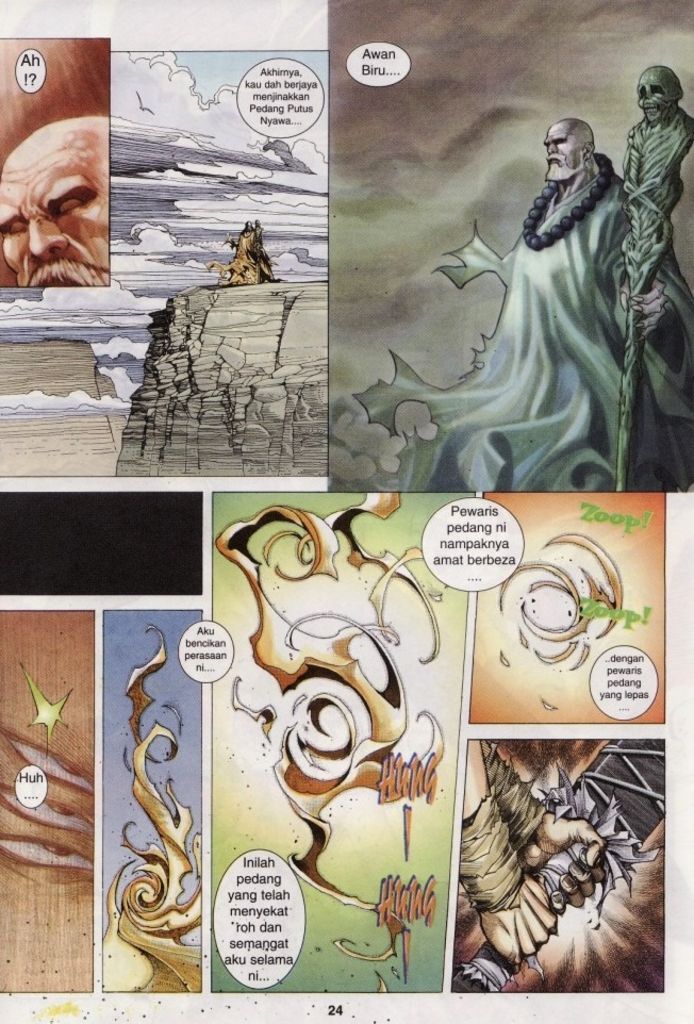 Ah
!?
Akhirnya,
kau dah berjaya
menjinakkan
Pedang Putus
Nyawa....
Awan
Biru....
Huh
....
Aku
bencikan
perasaan
ni....
Pewaris
pedang ni
nampaknya
amat berbeza
....
Hung
!
Hung
!
Inilah
pedang
yang telah
menyekat
roh dan
semangat
aku selama
ni...
Zoop!
Zoop!
..dengan
pewaris
pedang
yang lepas
....
24